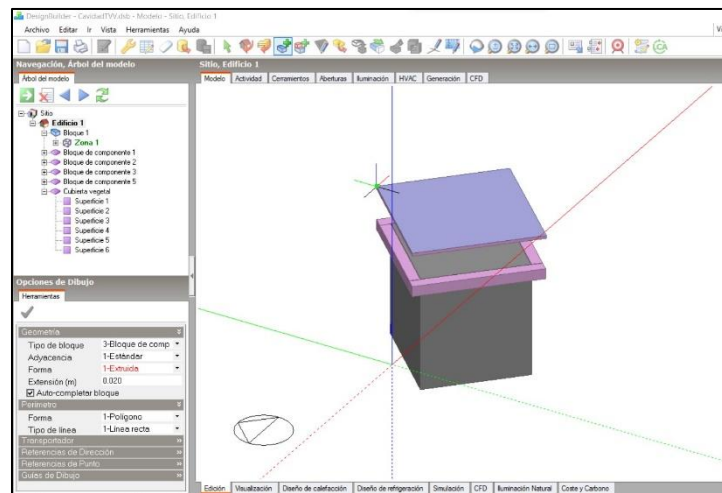 DesignBuilder - CavidadTVV.dsb - Modelo - Sitio, Edificio 1
Archivo Editar Ir Vista Herramientas Ayuda
Navegación, Árbol del modelo
Árbol del modelo
Sitio
Edificio 1
Bloque 1
Zona 1
Bloque de componente 1
Bloque de componente 2
Bloque de componente 3
Bloque de componente 5
Cubierta vegetal
Superficie 1
Superficie 2
Superficie 3
Superficie 4
Superficie 5
Superficie 6
Opciones de Dibujo
Herramientas
Geometría
Tipo de bloque 3-Bloque de comp
Adyacencia 1-Estándar
Forma 1-Extruida
Extensión (m) 0.020
Auto-completar bloque
Perímetro
Forma 1-Polígono
Tipo de línea 1-Línea recta
Transportador
Referencias de Dirección
Referencias de Punto
Guías de Dibujo
Sitio, Edificio 1
Modelo Actividad Cerramientos Aberturas Iluminación HVAC Generación CFD
Edición Visualización Diseño de calefacción Diseño de refrigeración Simulación CFD Iluminación Natural Coste y Carbono